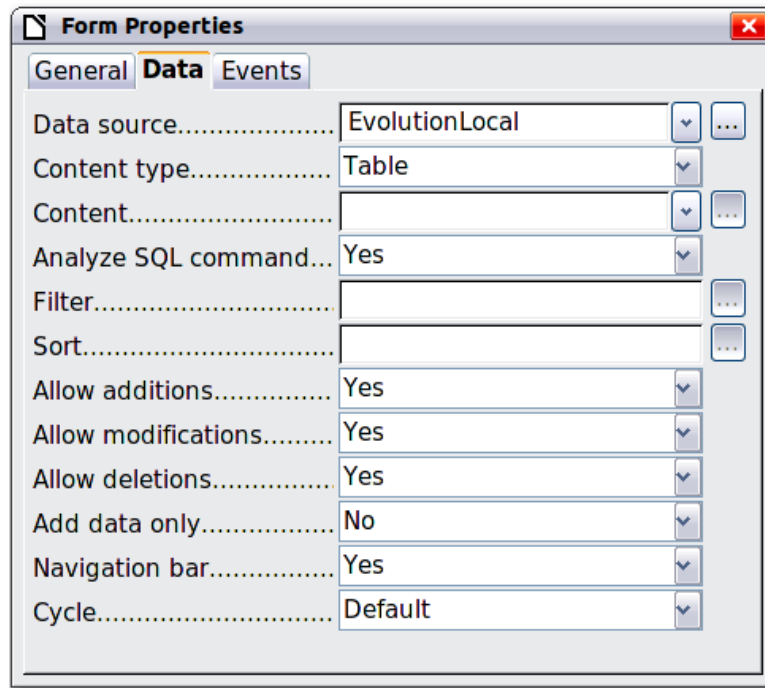 Form Properties
General Data Events
Data source..................... EvolutionLocal ...
Content type.................. Table
Content.......................... ...
Analyze SQL command... Yes
Filter.............................. ...
Sort................................ ...
Allow additions.............. Yes
Allow modifications......... Yes
Allow deletions............... Yes
Add data only................. No
Navigation bar................ Yes
Cycle.............................. Default